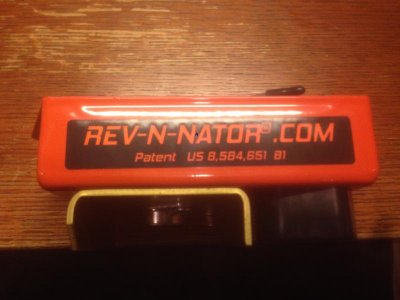 REV-N-NATOR® .COM
Patent US 8,584,651 B1